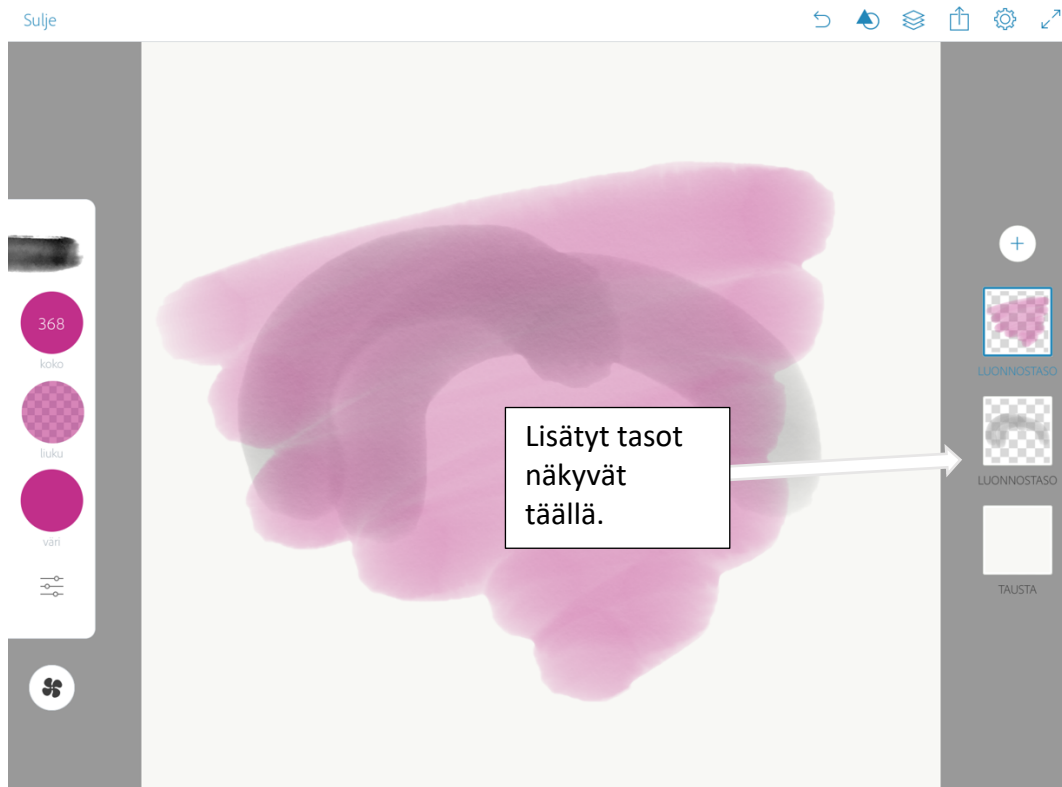 Sulje
368
koko
liuku
väri
Lisätyt tasot
näkyvät
täällä.
LUONNOSTASO
LUONNOSTASO
TAUSTA